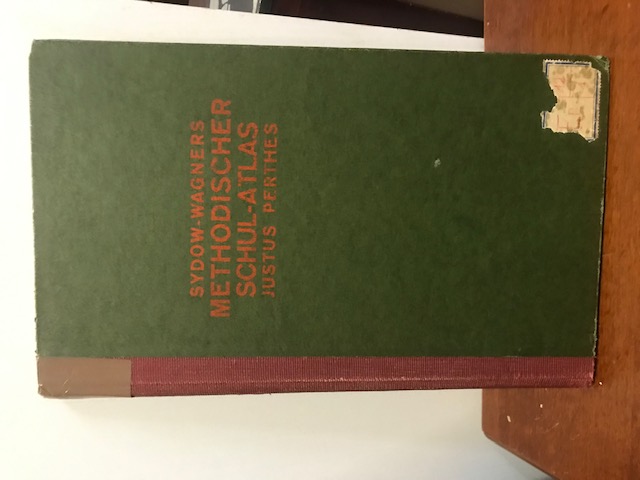 SYDOW-WAGNERS
METHODISCHER
SCHUL-ATLAS
JUSTUS PERTHES